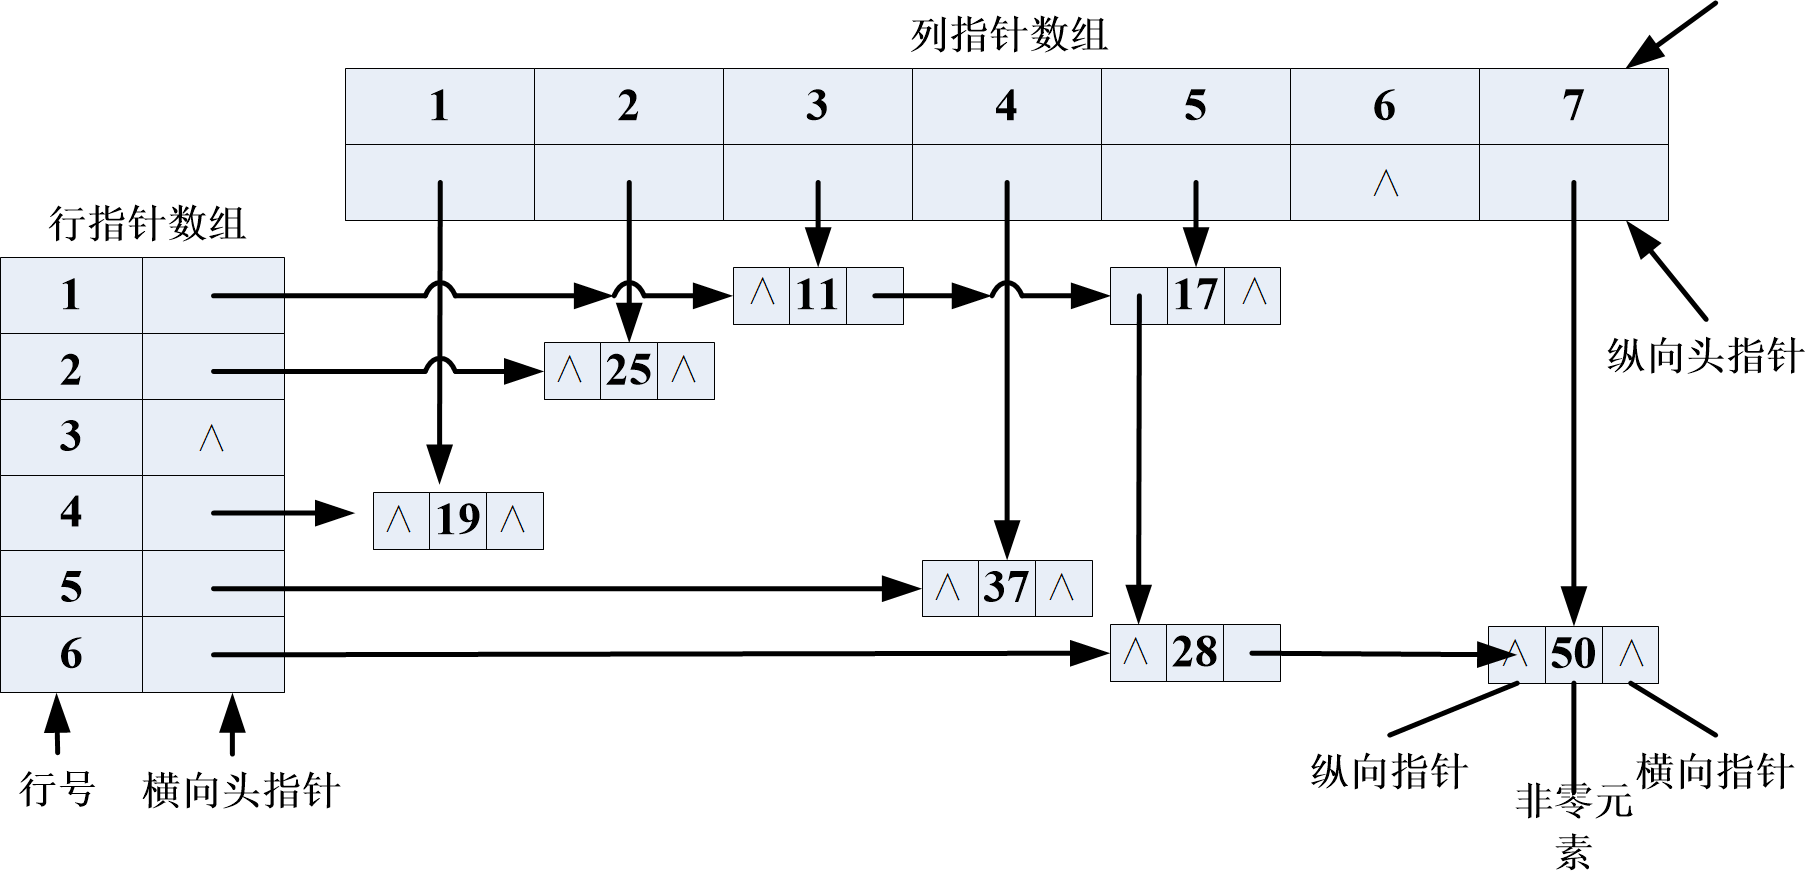 列指针数组
1 2 3 4 5 6 7
∧
行指针数组
1
∧ 11
17 ∧
纵向头指针
2
∧ 25 ∧
3 ∧
4
∧ 19 ∧
5
∧ 37 ∧
6
∧ 28
∧ 50 ∧
行号
横向头指针
纵向指针
横向指针
非零元
素